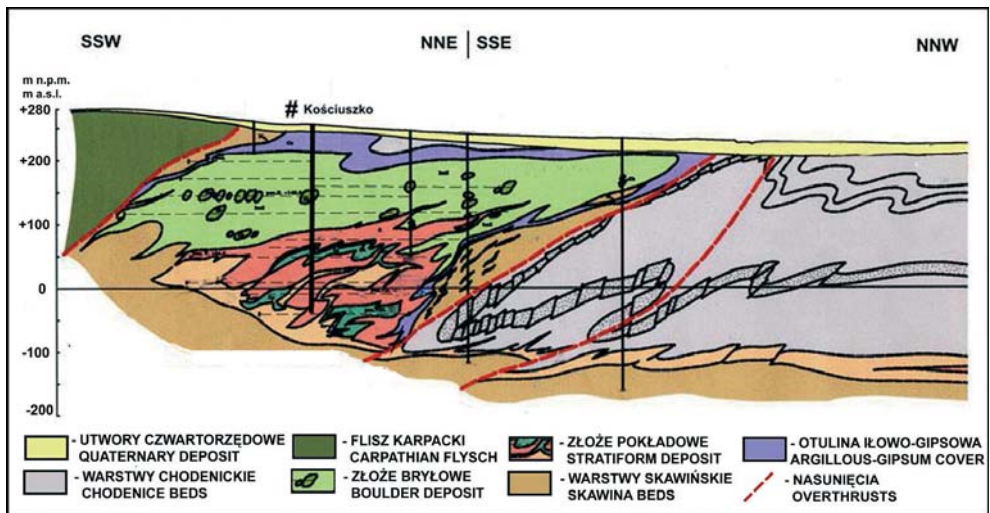 SSW
NNE | SSE
NNW
m n.p.m.
m a.s.l.
# Kościuszko
+280
+200
+100
0
-100
-200
- UTWORY CZWARTORZĘDOWE
QUATERNARY DEPOSIT
- FLISZ KARPACKI
CARPATHIAN FLYSCH
- ZŁOŻE POKŁADOWE
STRATIFORM DEPOSIT
- OTULINA IŁOWO-GIPSOWA
ARGILLOUS-GIPSUM COVER
- WARSTWY CHODENICKIE
CHODENICE BEDS
- ZŁOŻE BRYŁOWE
BOULDER DEPOSIT
- WARSTWY SKAWIŃSKIE
SKAWINA BEDS
- NASUNIĘCIA
OVERTHRUSTS